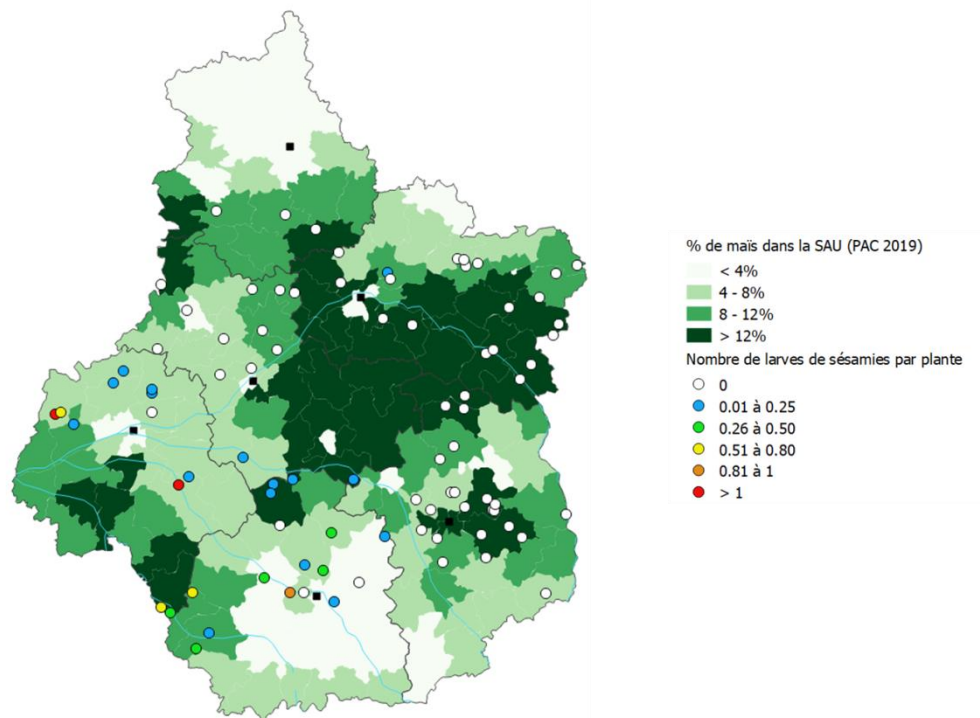 % de maïs dans la SAU (PAC 2019)
< 4%
4 - 8%
8 - 12%
> 12%
Nombre de larves de sésamies par plante
0
0.01 à 0.25
0.26 à 0.50
0.51 à 0.80
0.81 à 1
> 1